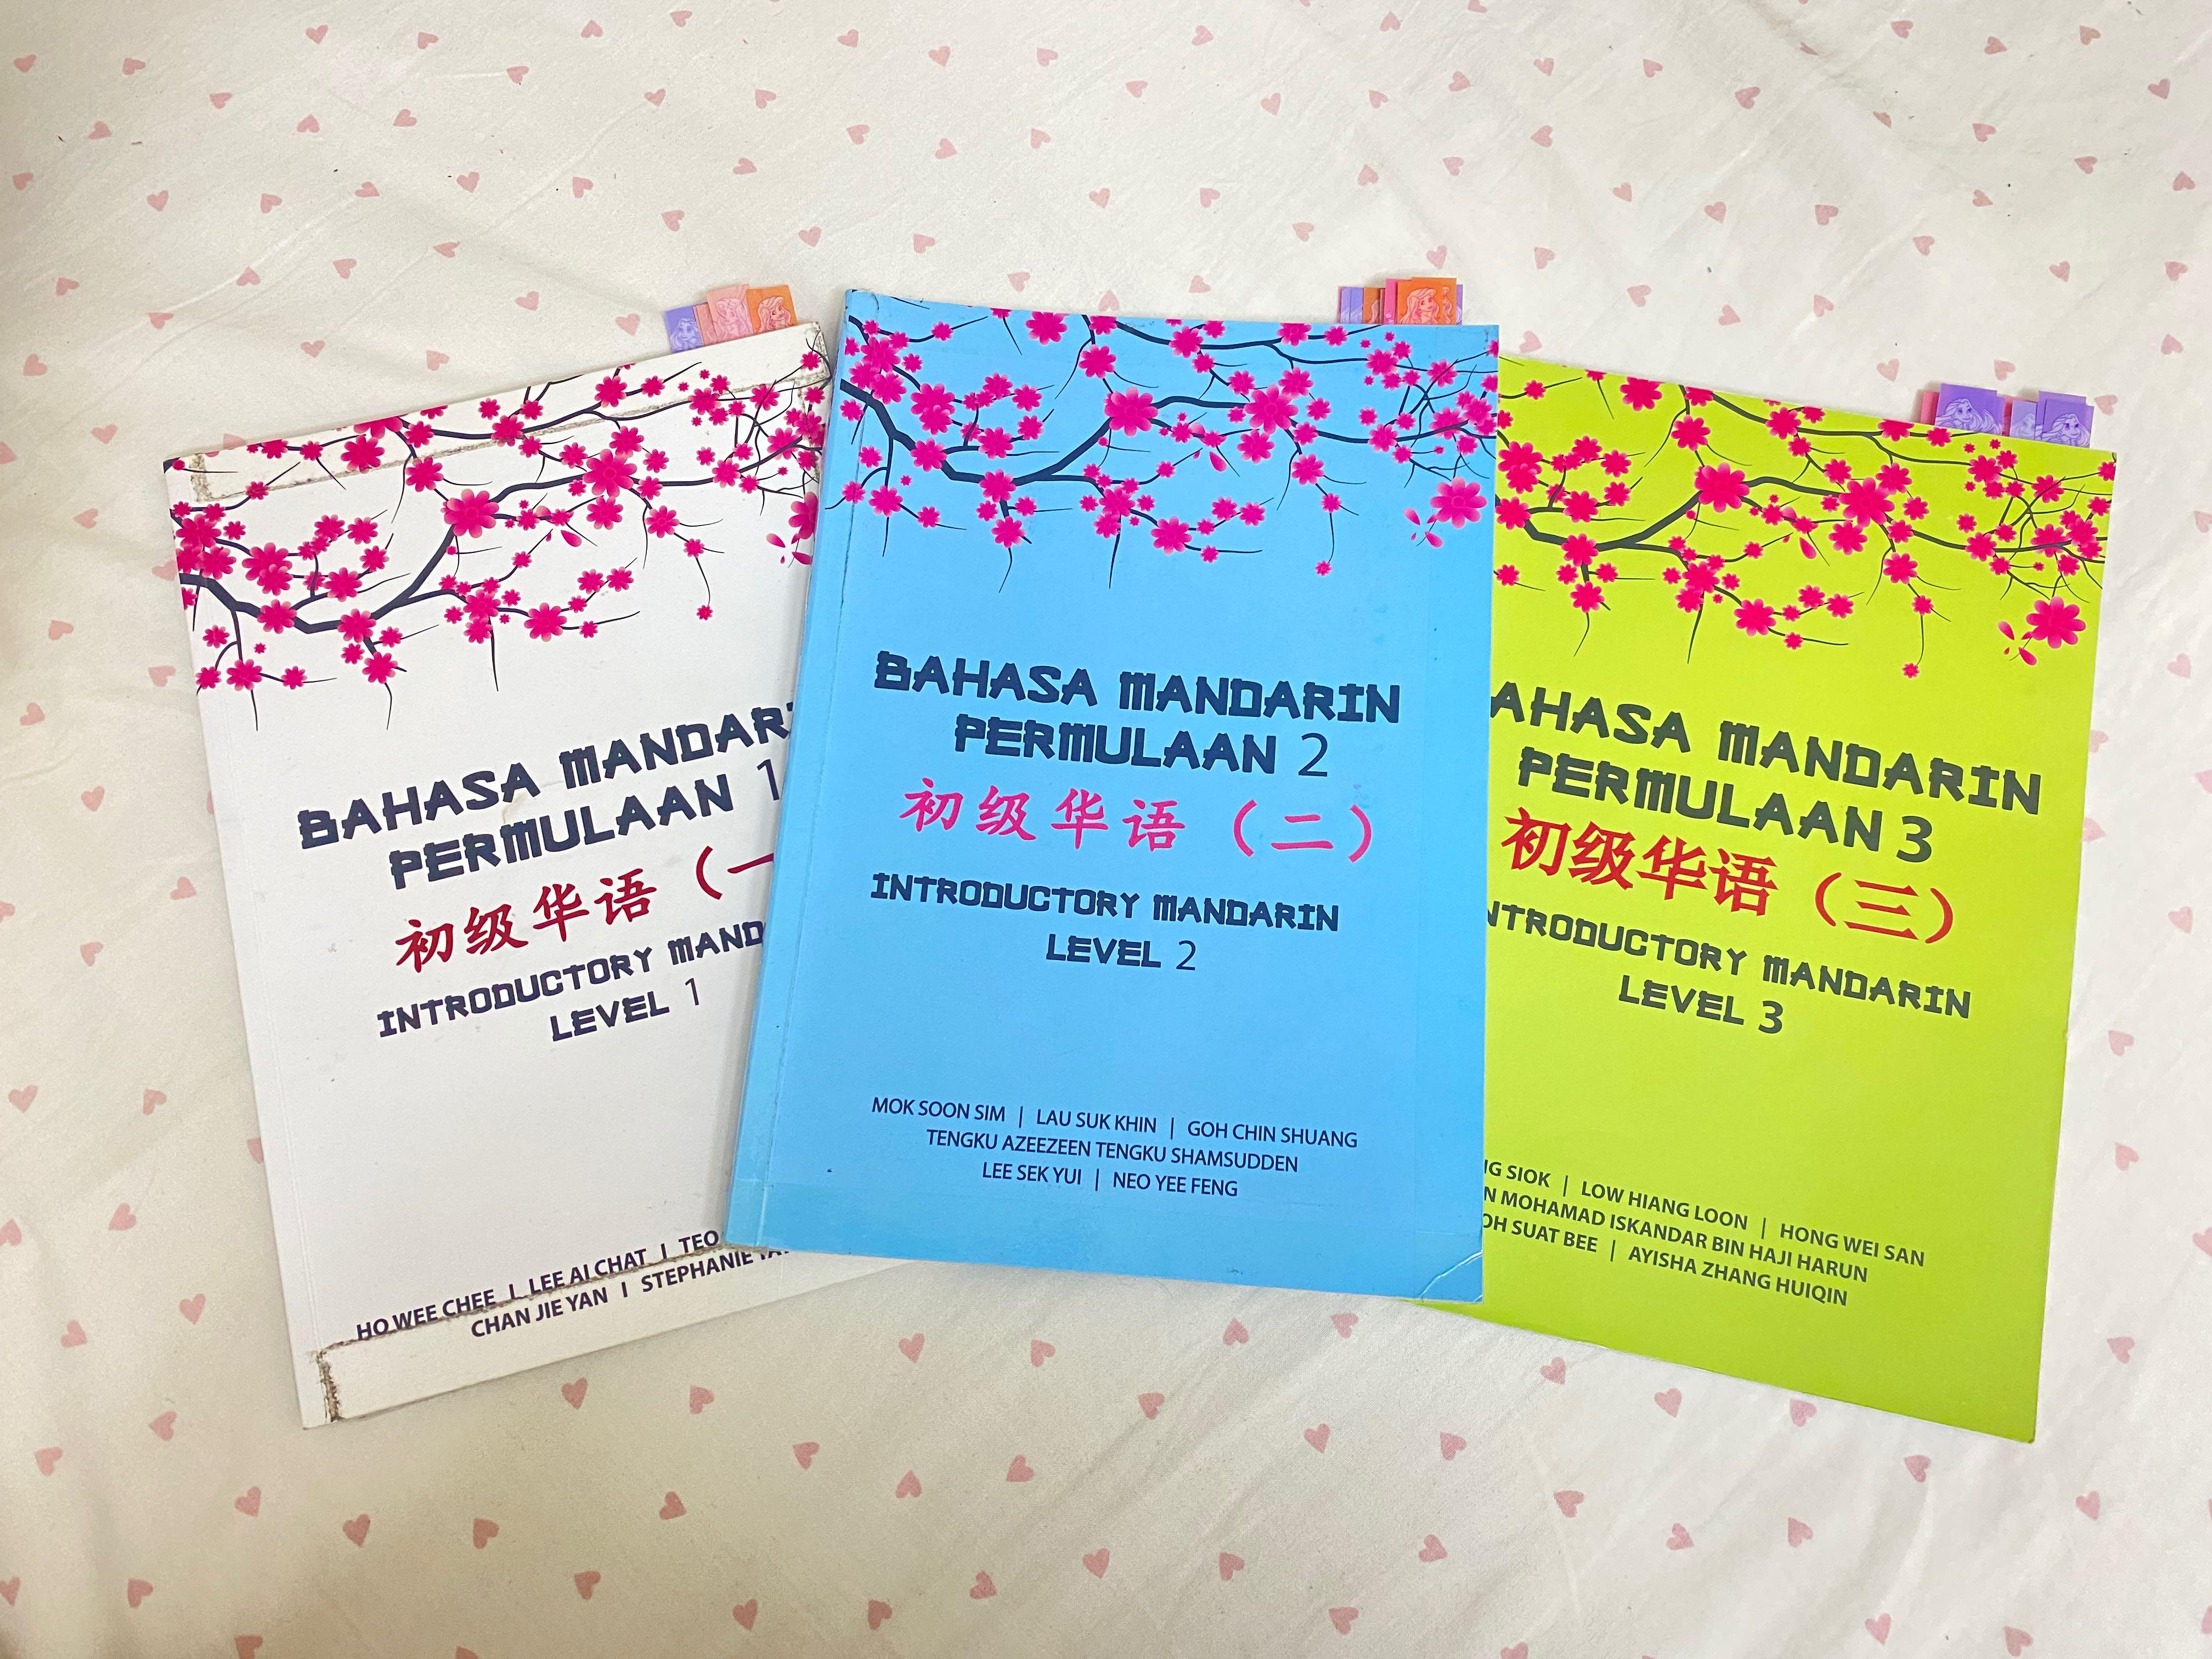 BAHASA MANDARI
PERMULAAN 1
初级华语（一
INTRODUCTORY
LEVEL 1
HO WEE CHEE | LEE AI CHAT | TEO
CHAN JIE YAN | STEPHANIE
BAHASA MANDARIN
PERMULAAN 2
初级华语（二）
INTRODUCTORY MANDARIN
LEVEL 2
MOK SOON SIM | LAU SUK KHIN | GOH CHIN SHUANG
TENGKU AZEEZEEN TENGKU SHAMSUDDEN
LEE SEK YUI | NEO YEE FENG
AHASA MANDARIN
PERMULAAN 3
初级华语（三）
NTRODUCTORY MANDARIN
LEVEL 3
SIOK | LOW HIANG LOON | HONG WEI SAN
MOHAMAD ISKANDAR BIN HAJI HARUN
OH SUAT BEE | AYISHA ZHANG HUIQIN